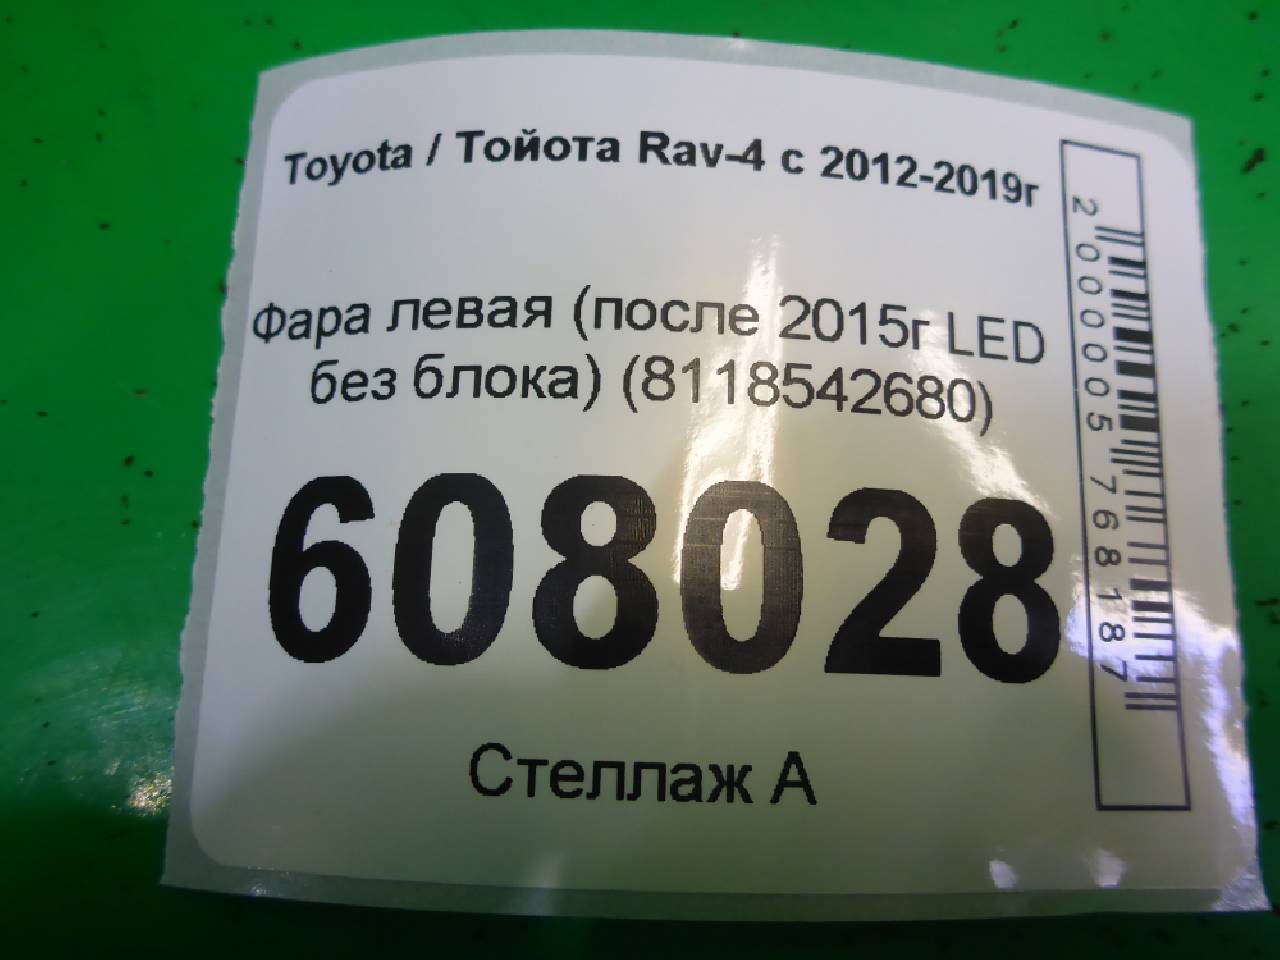 Toyota / Тойота Rav-4 с 2012-2019г
Фара левая (после 2015г LED
без блока) (8118542680)
608028
Стеллаж А
2000005768187